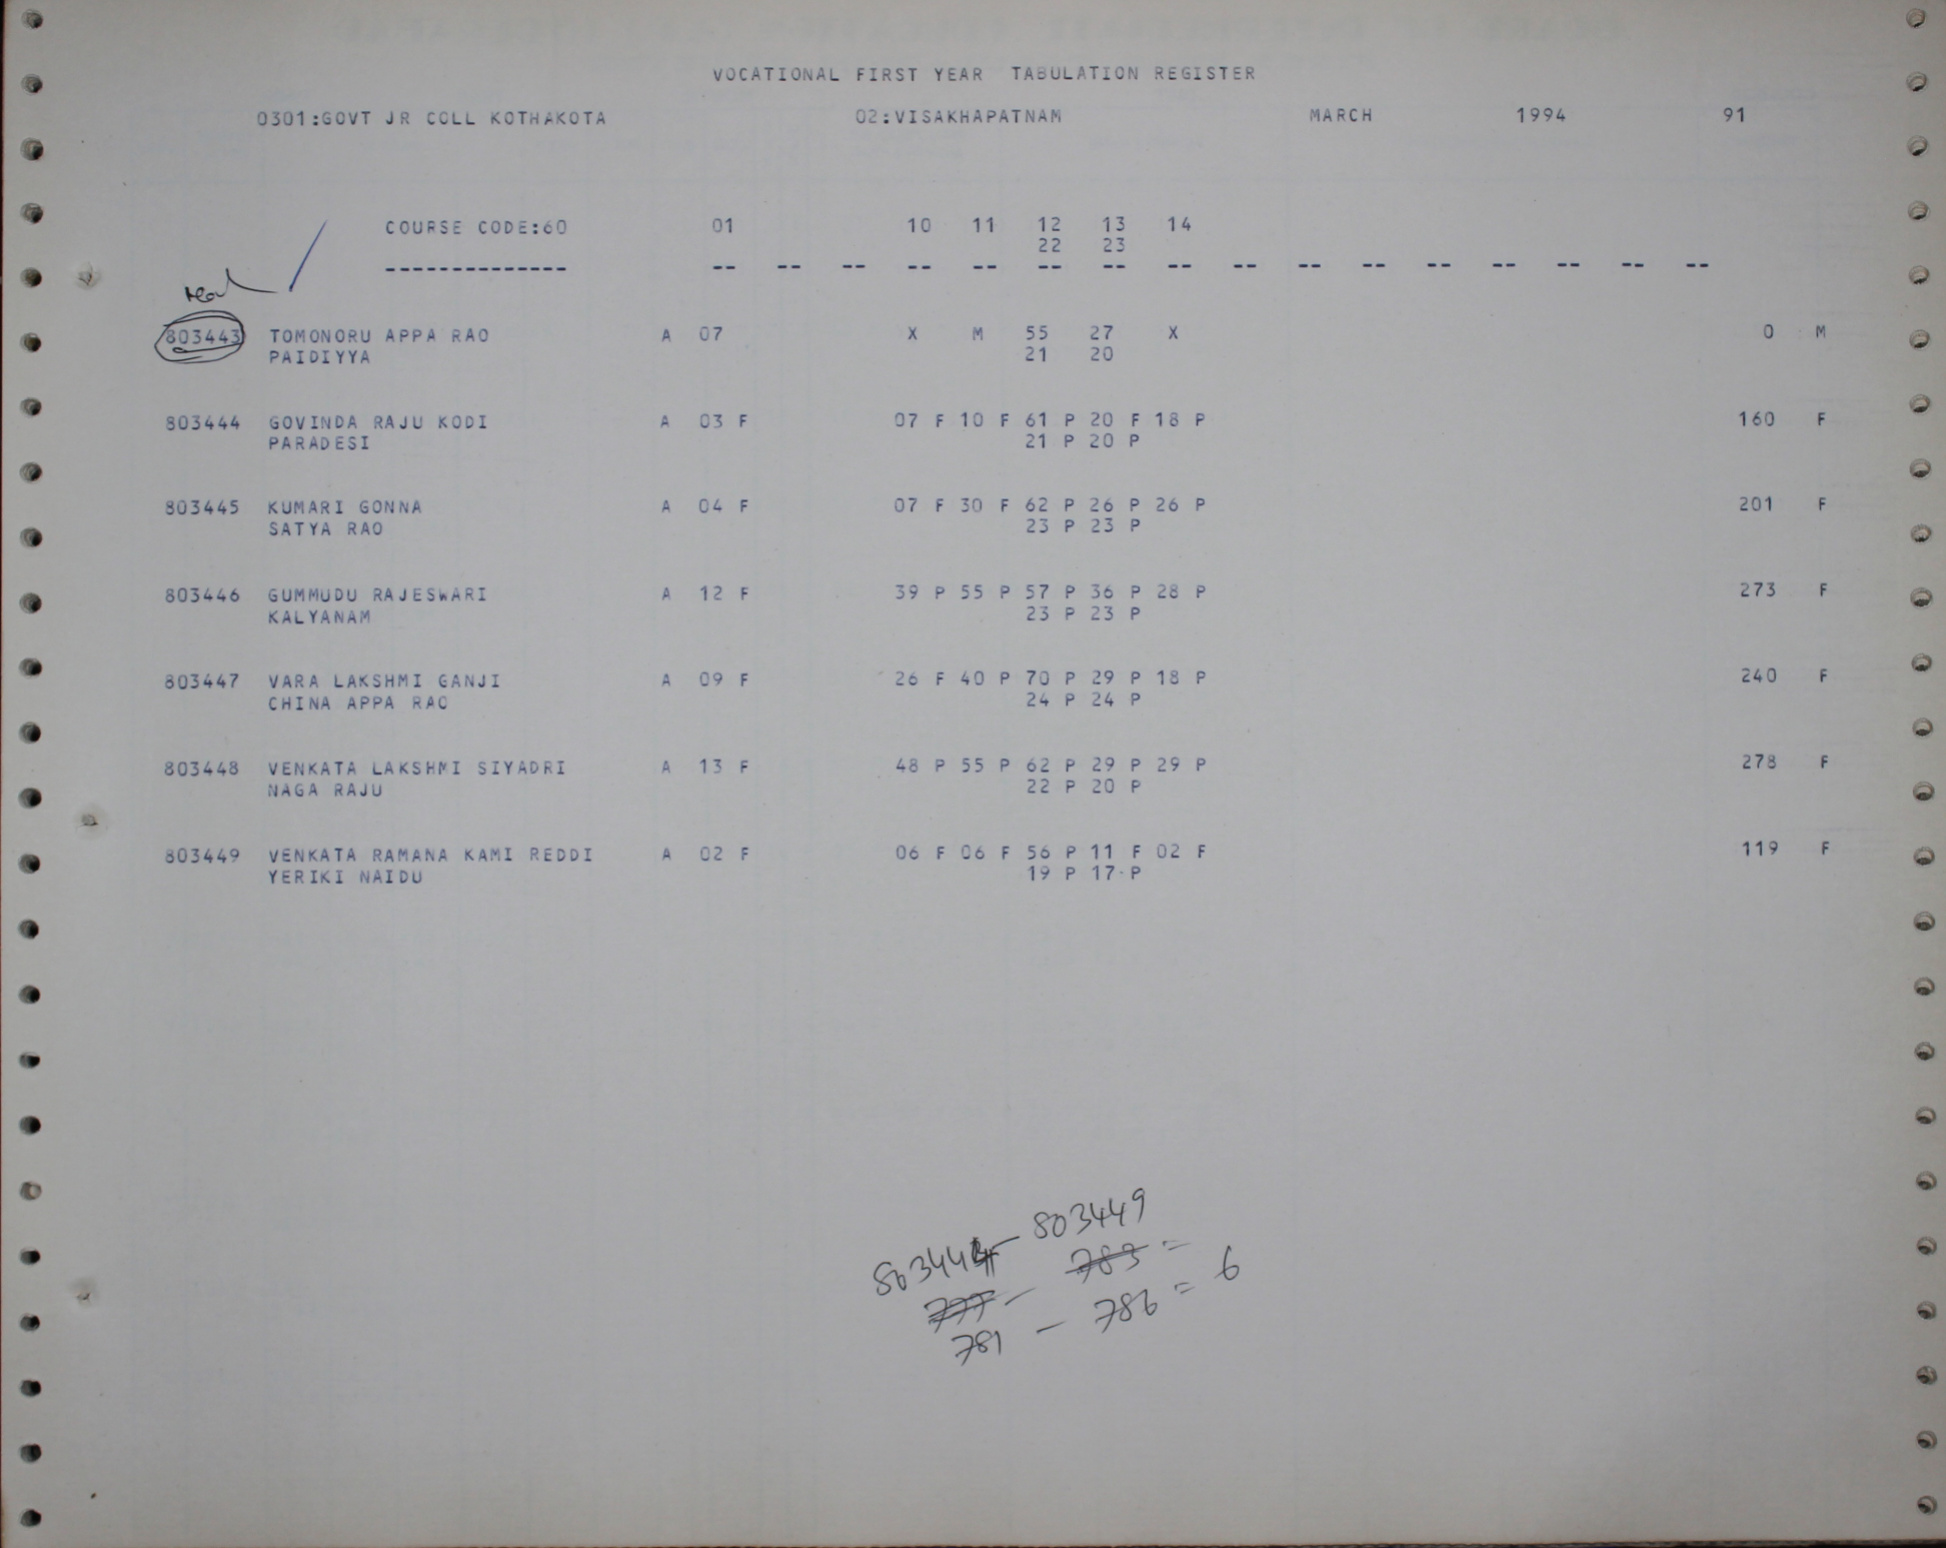 VOCATIONAL FIRST YEAR TABULATION REGISTER
0301:GOVT JR COLL KOTHAKOTA 02:VISAKHAPATNAM MARCH 1994 91
COURSE CODE:60 01 10 11 12 13 14
22 23
-------------- -- -- -- -- -- -- -- -- -- -- -- -- -- -- -- --
803443 TOMONORU APPA RAO A 07 X M 55 27 X 0 M
PAIDIYYA 21 20
803444 GOVINDA RAJU KODI A 03 F 07 F 10 F 61 P 20 F 18 P 160 F
PARADESI 21 P 20 P
803445 KUMARI GONNA A 04 F 07 F 30 F 62 P 26 P 26 P 201 F
SATYA RAO 23 P 23 P
803446 GUMMUDU RAJESWARI A 12 F 39 P 55 P 57 P 36 P 28 P 273 F
KALYANAM 23 P 23 P
803447 VARA LAKSHMI GANJI A 09 F 26 F 40 P 70 P 29 P 18 P 240 F
CHINA APPA RAO 24 P 24 P
803448 VENKATA LAKSHMI SIYADRI A 13 F 48 P 55 P 62 P 29 P 29 P 278 F
NAGA RAJU 22 P 20 P
803449 VENKATA RAMANA KAMI REDDI A 02 F 06 F 06 F 56 P 11 F 02 F 119 F
YERIKI NAIDU 19 P 17 P
803444 - 803449
777 - 783 =
781 - 786 = 6